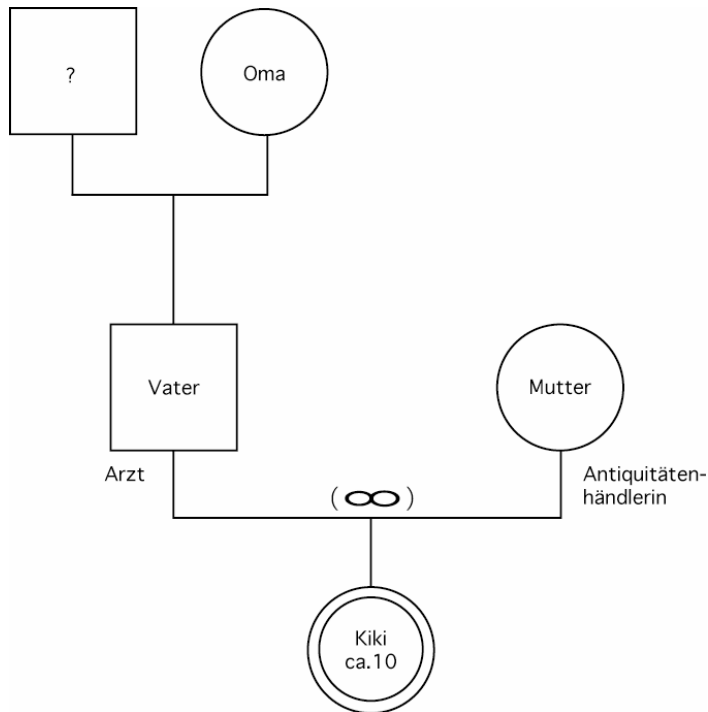 ?
Oma
Vater
Mutter
Arzt
(∞)
Antiquitäten-
händlerin
Kiki
ca.10